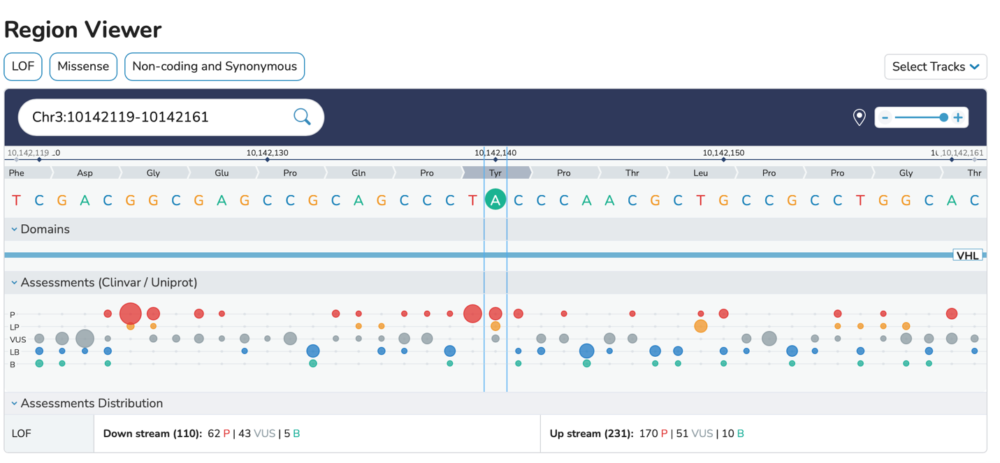 Region Viewer
LOF Missense Non-coding and Synonymous Select Tracks
Chr3:10142119-10142161 - +
10,142,119 10,142,130 10,142,140 10,142,150 10,142,161
Phe Asp Gly Glu Pro Gln Pro Tyr Pro Thr Leu Pro Pro Gly Thr
T C G A C G G C G A G C C G C A G C C C T A C C C A A C G C T G C C G C C T G G C A C
Domains
VHL
Assessments (Clinvar / Uniprot)
P
LP
VUS
LB
B
Assessments Distribution
LOF Down stream (110): 62 P | 43 VUS | 5 B Up stream (231): 170 P | 51 VUS | 10 B